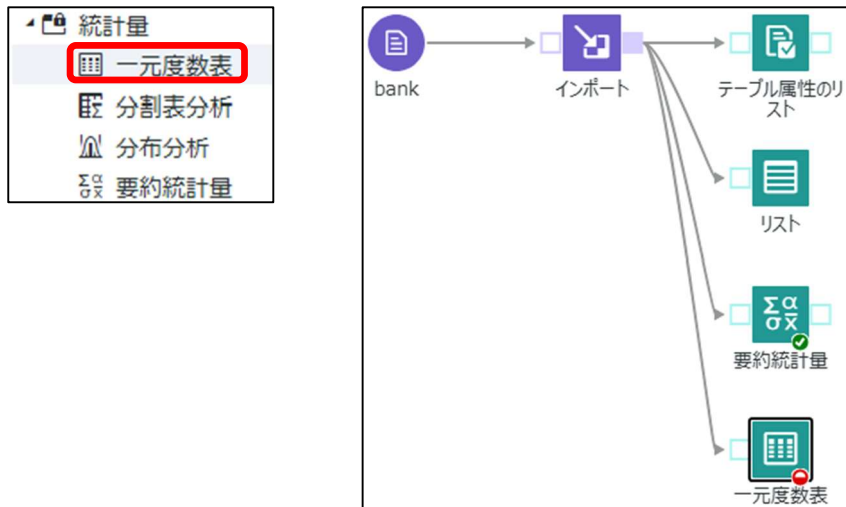 統計量
一元度数表
分割表分析
分布分析
要約統計量
bank
インポート
テーブル属性のリ
スト
リスト
Σα
σx̄
要約統計量
一元度数表